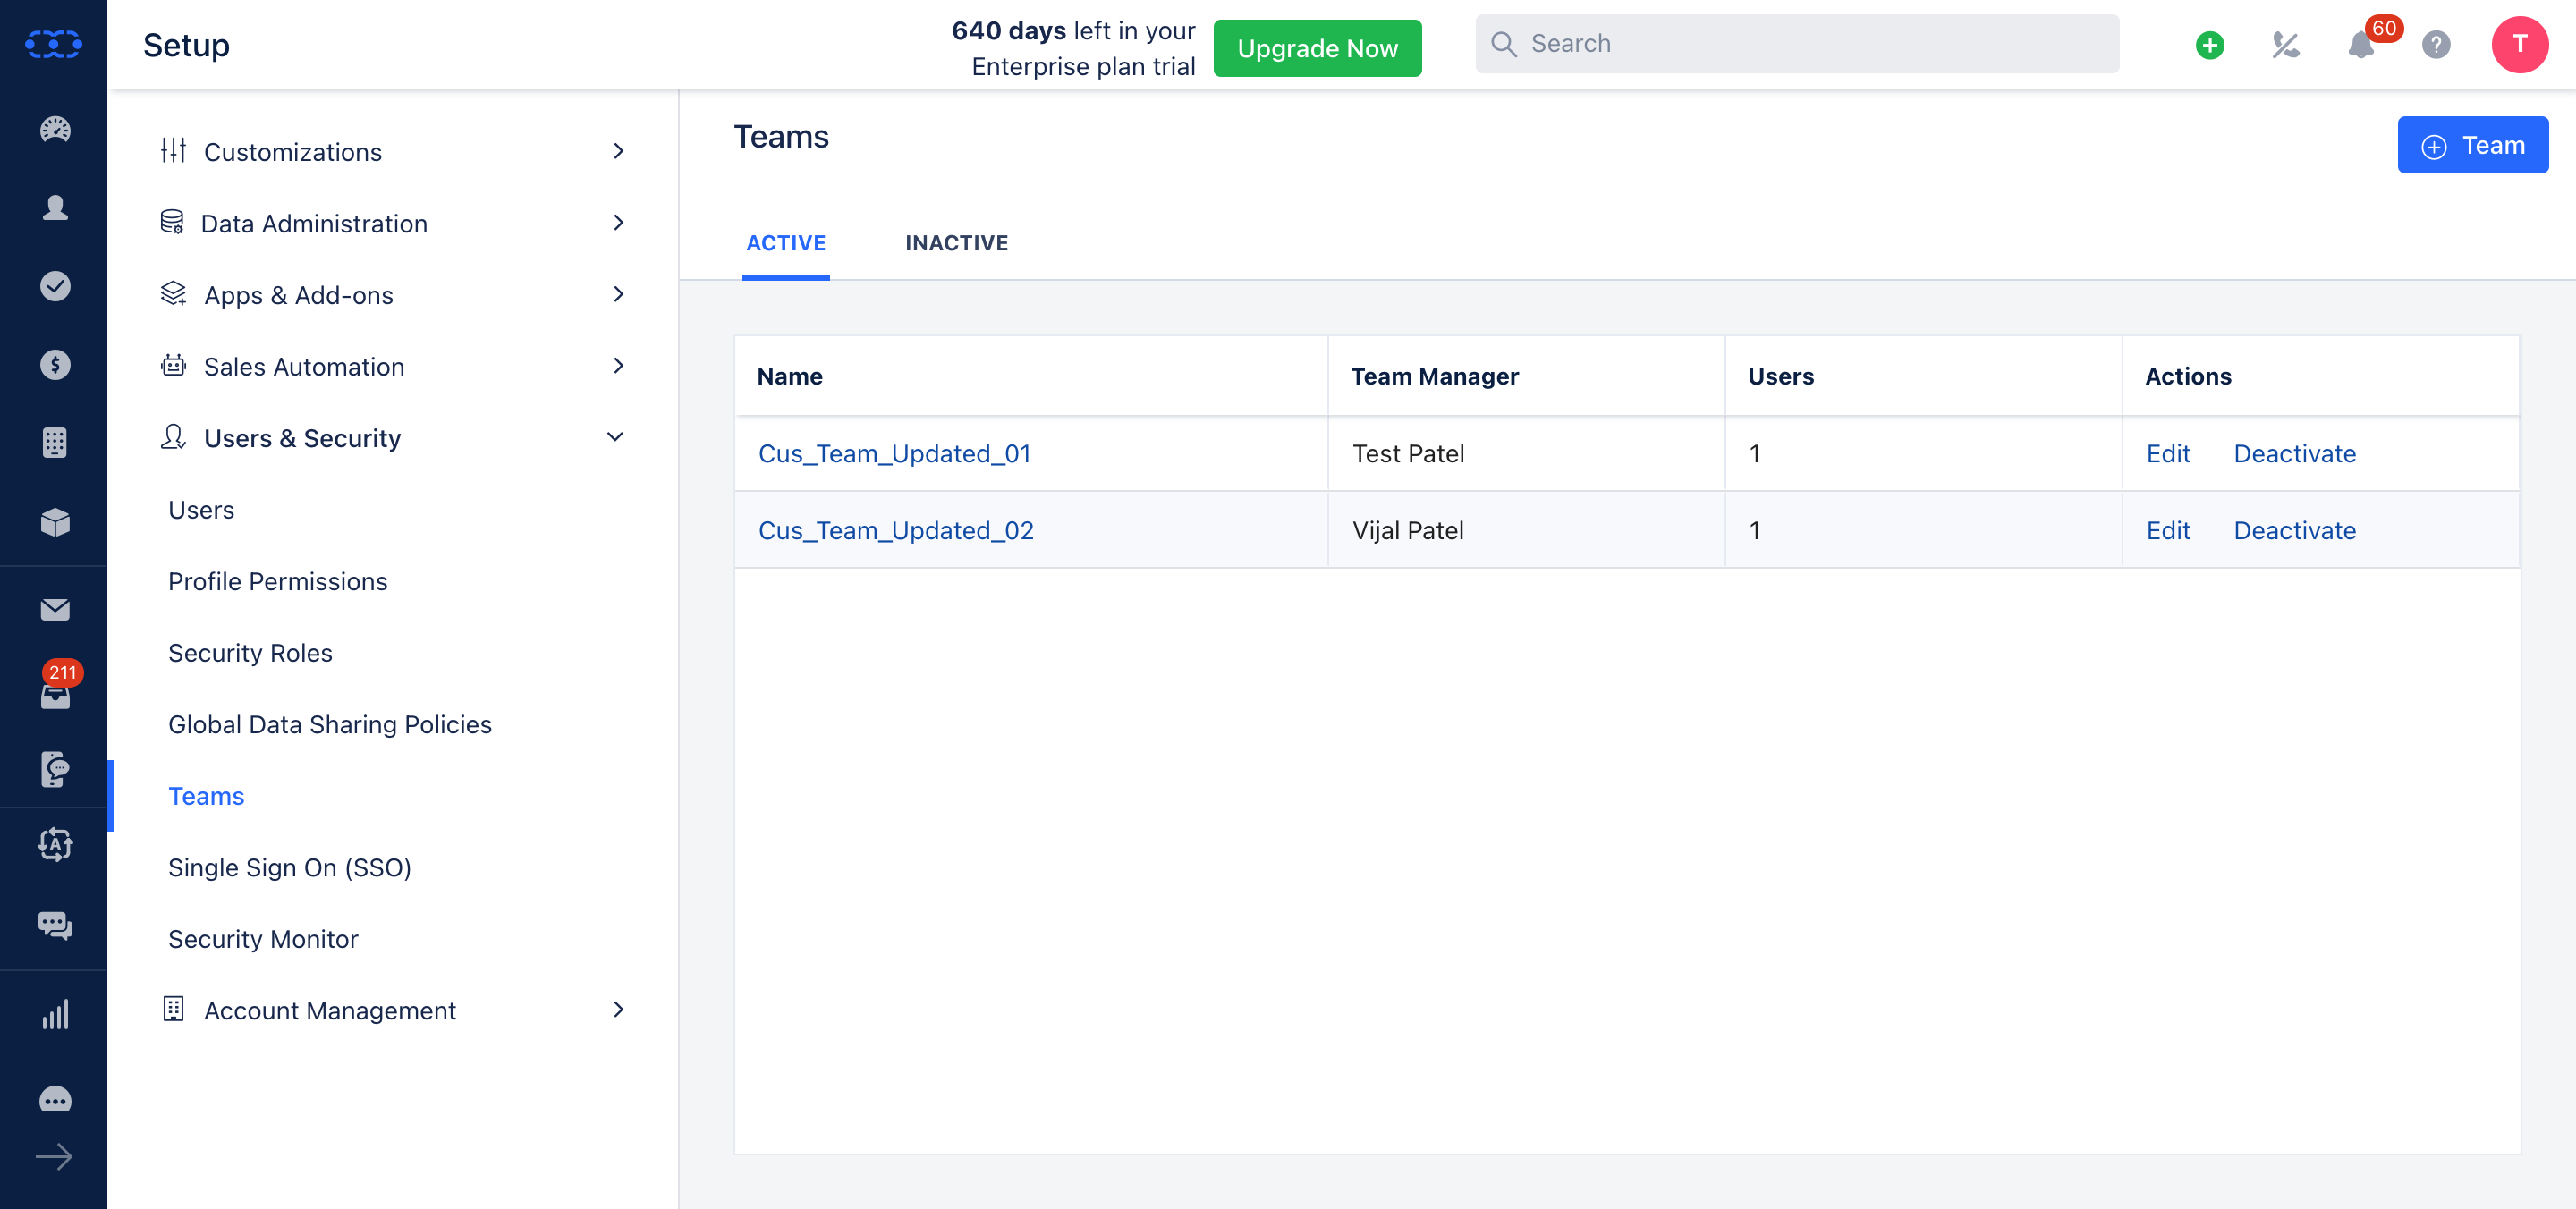 Setup
640 days left in your
Enterprise plan trial
Upgrade Now
Search
60
?
T
Customizations
Data Administration
Apps & Add-ons
Sales Automation
Users & Security
Users
Profile Permissions
Security Roles
Global Data Sharing Policies
Teams
Single Sign On (SSO)
Security Monitor
Account Management
211
A
Teams
Team
ACTIVE INACTIVE
Name Team Manager Users Actions
Cus_Team_Updated_01 Test Patel 1 Edit Deactivate
Cus_Team_Updated_02 Vijal Patel 1 Edit Deactivate